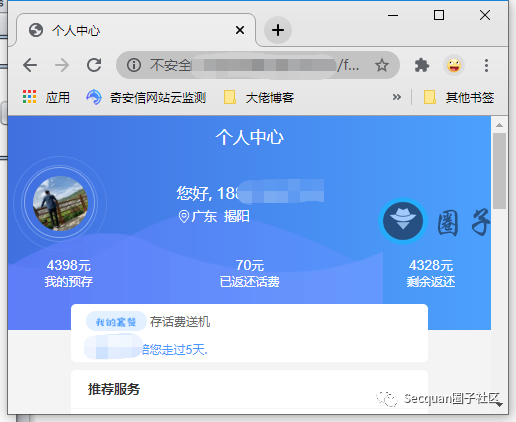 个人中心
不安全
/f...
应用
奇安信网站云监测
大佬博客
»
其他书签
个人中心
您好, 188
广东 揭阳
圈子
4398元
70元
4328元
我的预存
已返还话费
剩余返还
我的套餐 存话费送机
陪您走过5天.
推荐服务
Secquan圈子社区